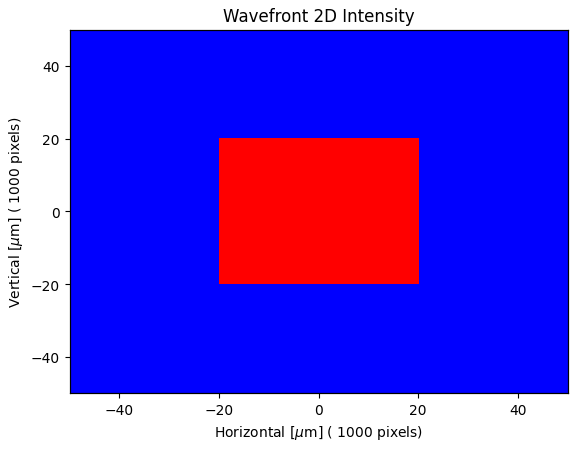 Wavefront 2D Intensity
Vertical [μm] ( 1000 pixels)
40
20
0
−20
−40
−40 −20 0 20 40
Horizontal [μm] ( 1000 pixels)